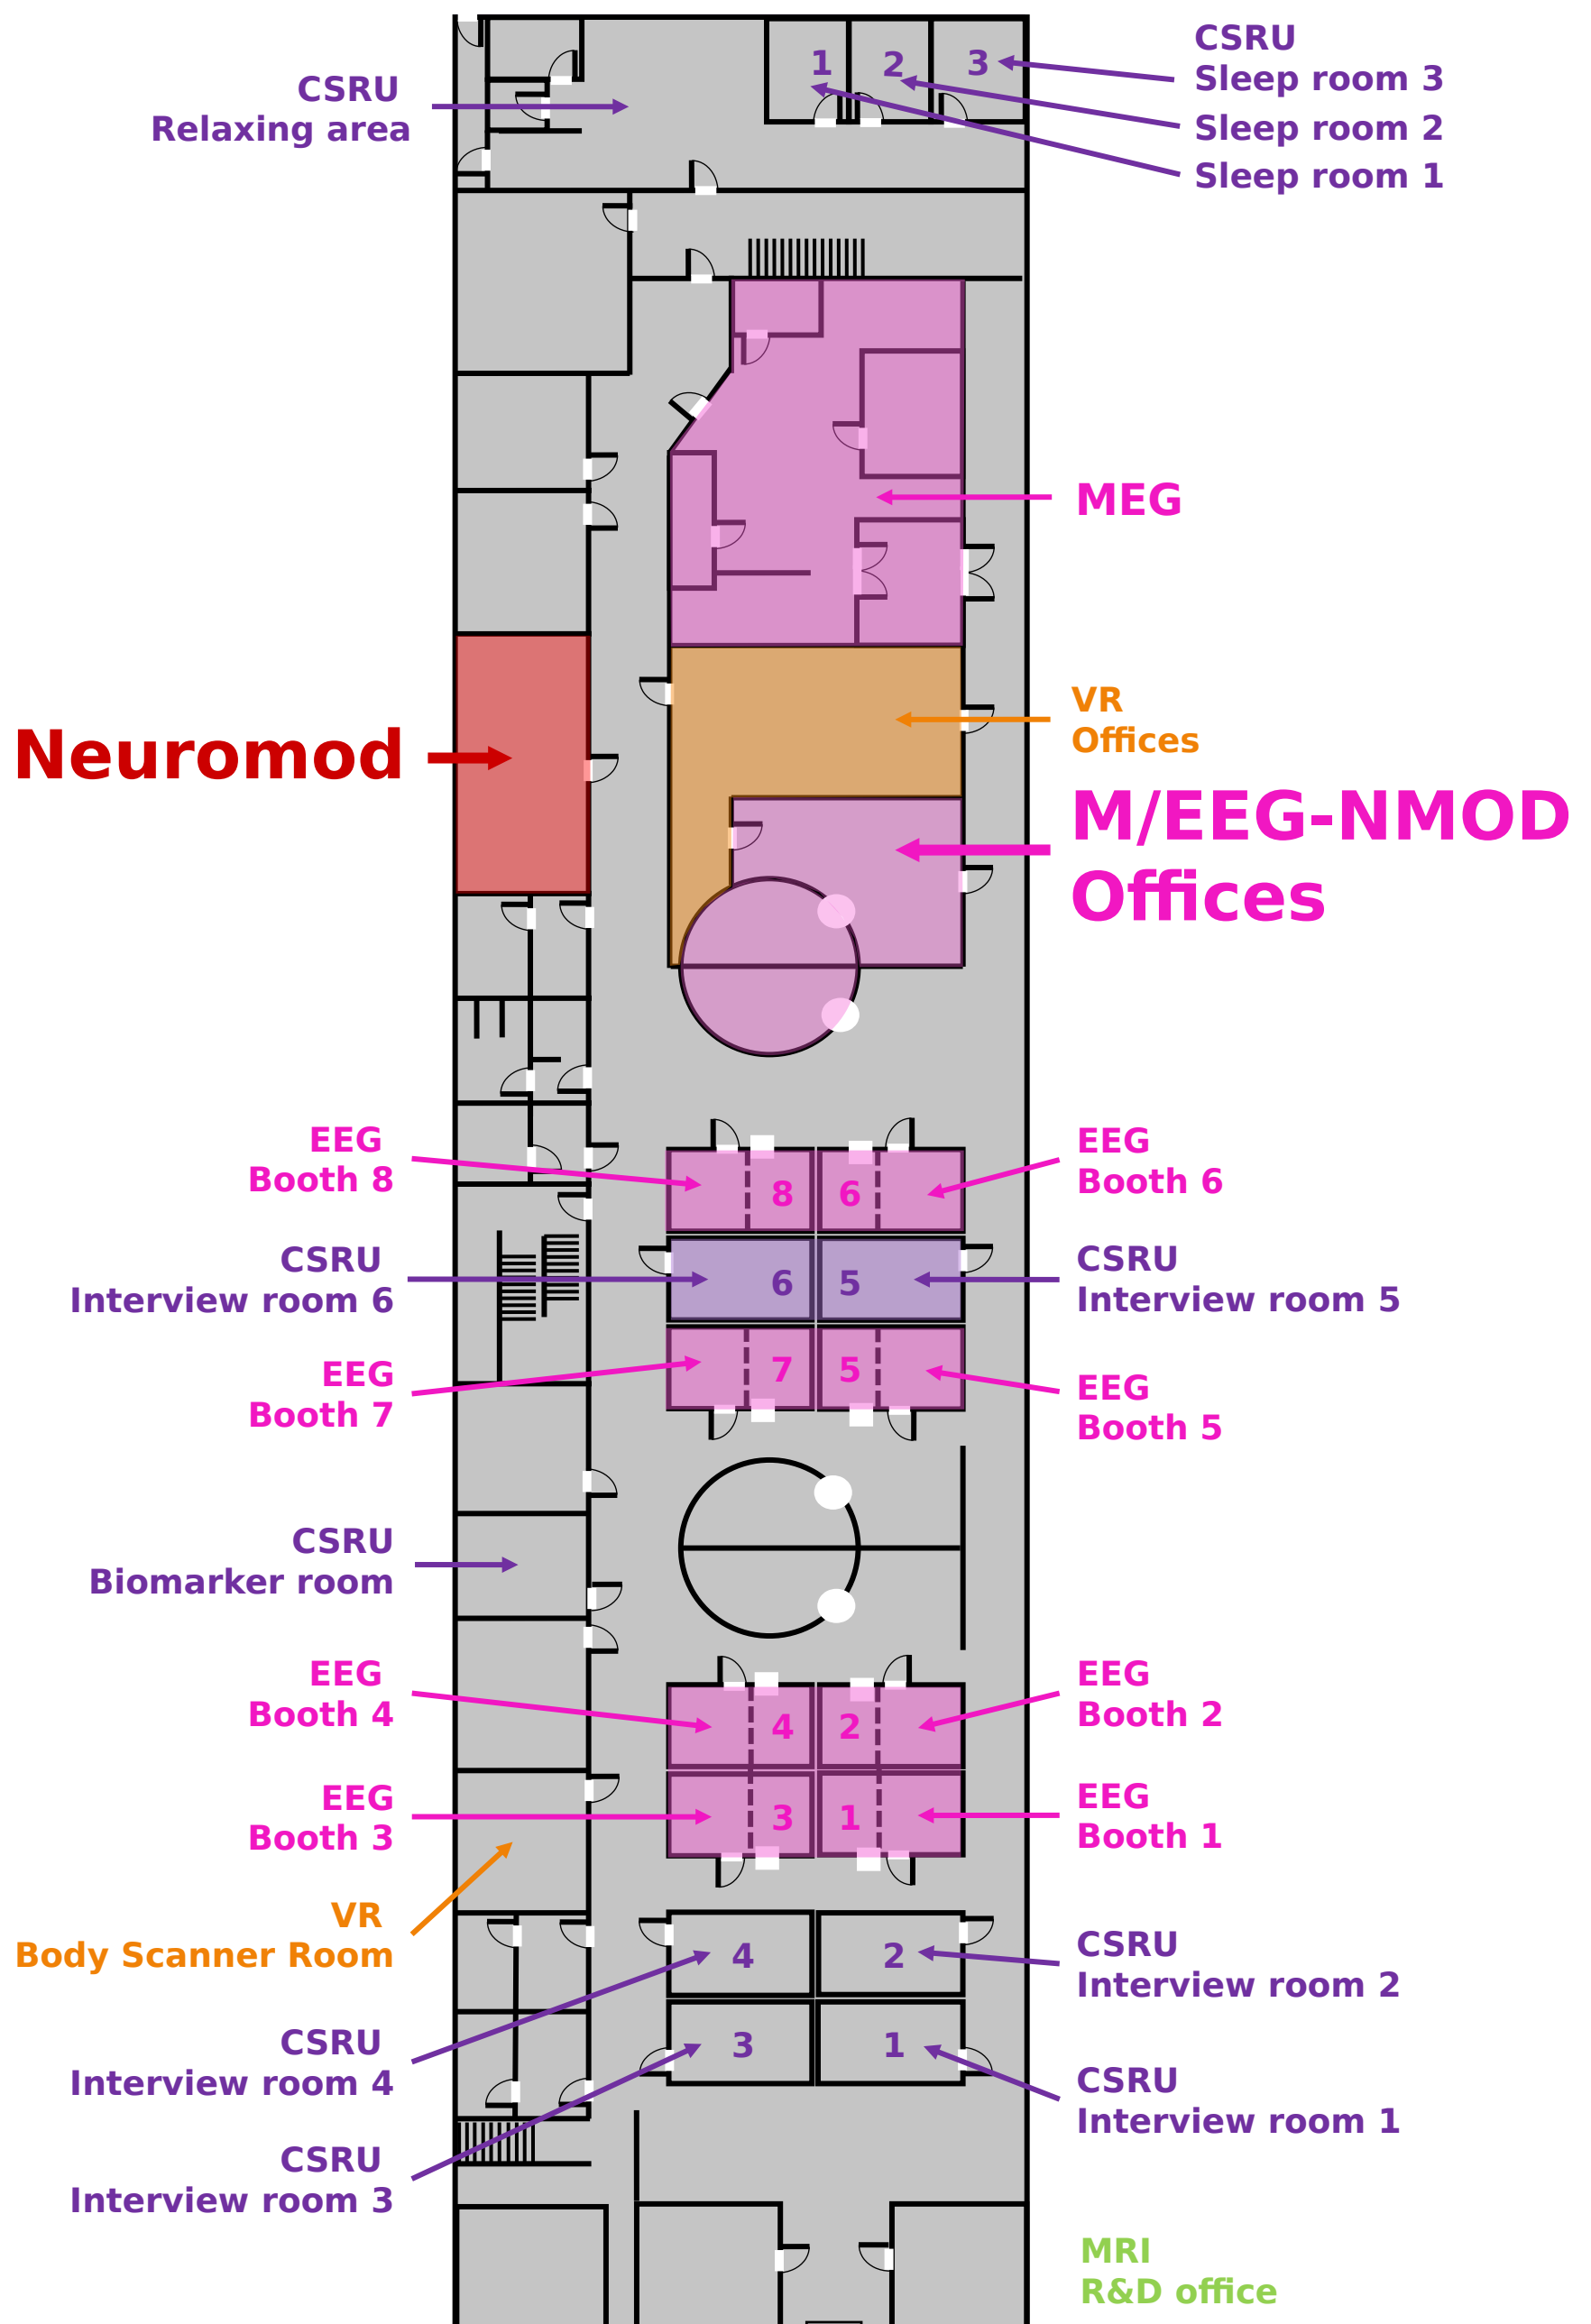 CSRU
Relaxing area
1 2 3
CSRU
Sleep room 3
Sleep room 2
Sleep room 1
MEG
VR
Offices
Neuromod
M/EEG-NMOD
Offices
EEG
Booth 8
8 6
EEG
Booth 6
CSRU
Interview room 6
6 5
CSRU
Interview room 5
EEG
Booth 7
7 5
EEG
Booth 5
CSRU
Biomarker room
EEG
Booth 4
4 2
EEG
Booth 2
EEG
Booth 3
3 1
EEG
Booth 1
VR
Body Scanner Room
4 2
CSRU
Interview room 2
CSRU
Interview room 4
3 1
CSRU
Interview room 1
CSRU
Interview room 3
MRI
R&D office